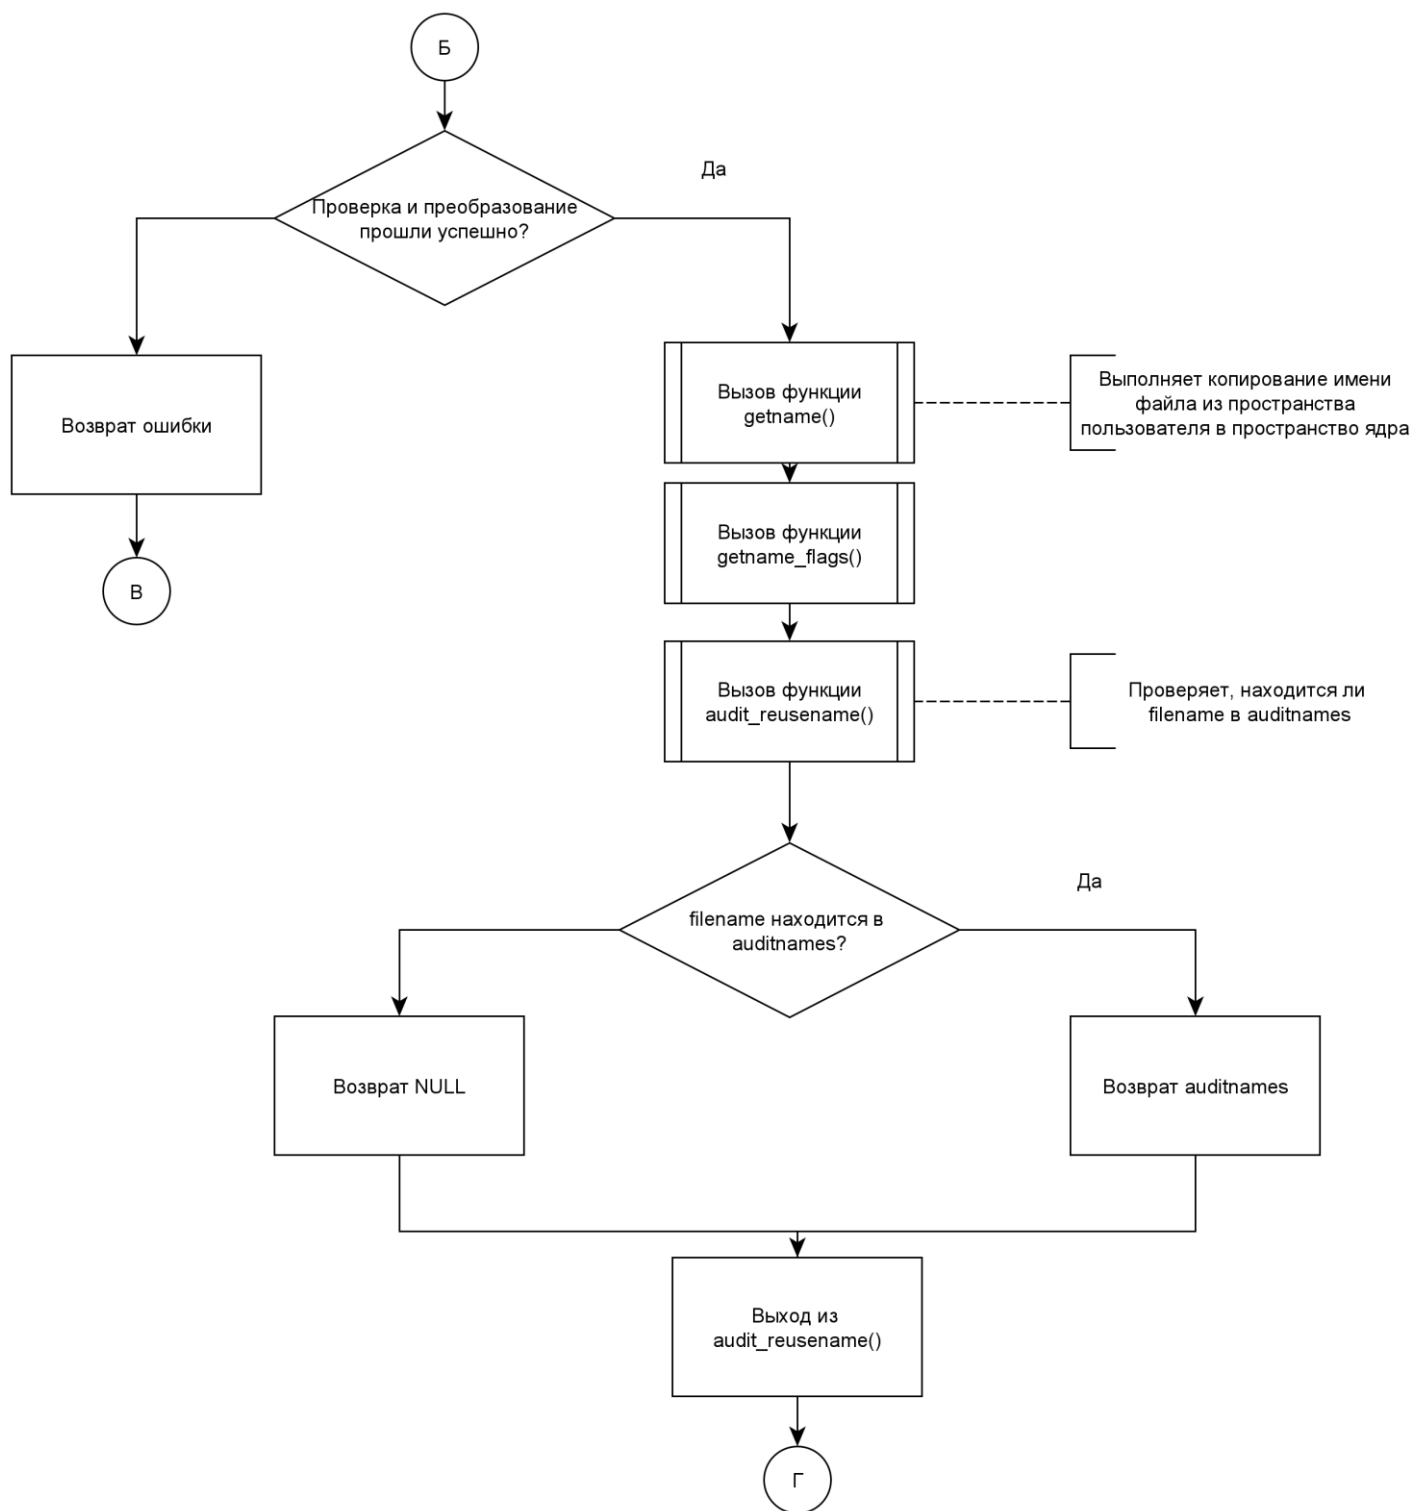 Б
Да
Проверка и преобразование
прошли успешно?
Возврат ошибки
Вызов функции
getname()
Выполняет копирование имени
файла из пространства
пользователя в пространство ядра
Вызов функции
getname_flags()
В
Вызов функции
audit_reusename()
Проверяет, находится ли
filename в auditnames
Да
filename находится в
auditnames?
Возврат NULL
Возврат auditnames
Выход из
audit_reusename()
Г